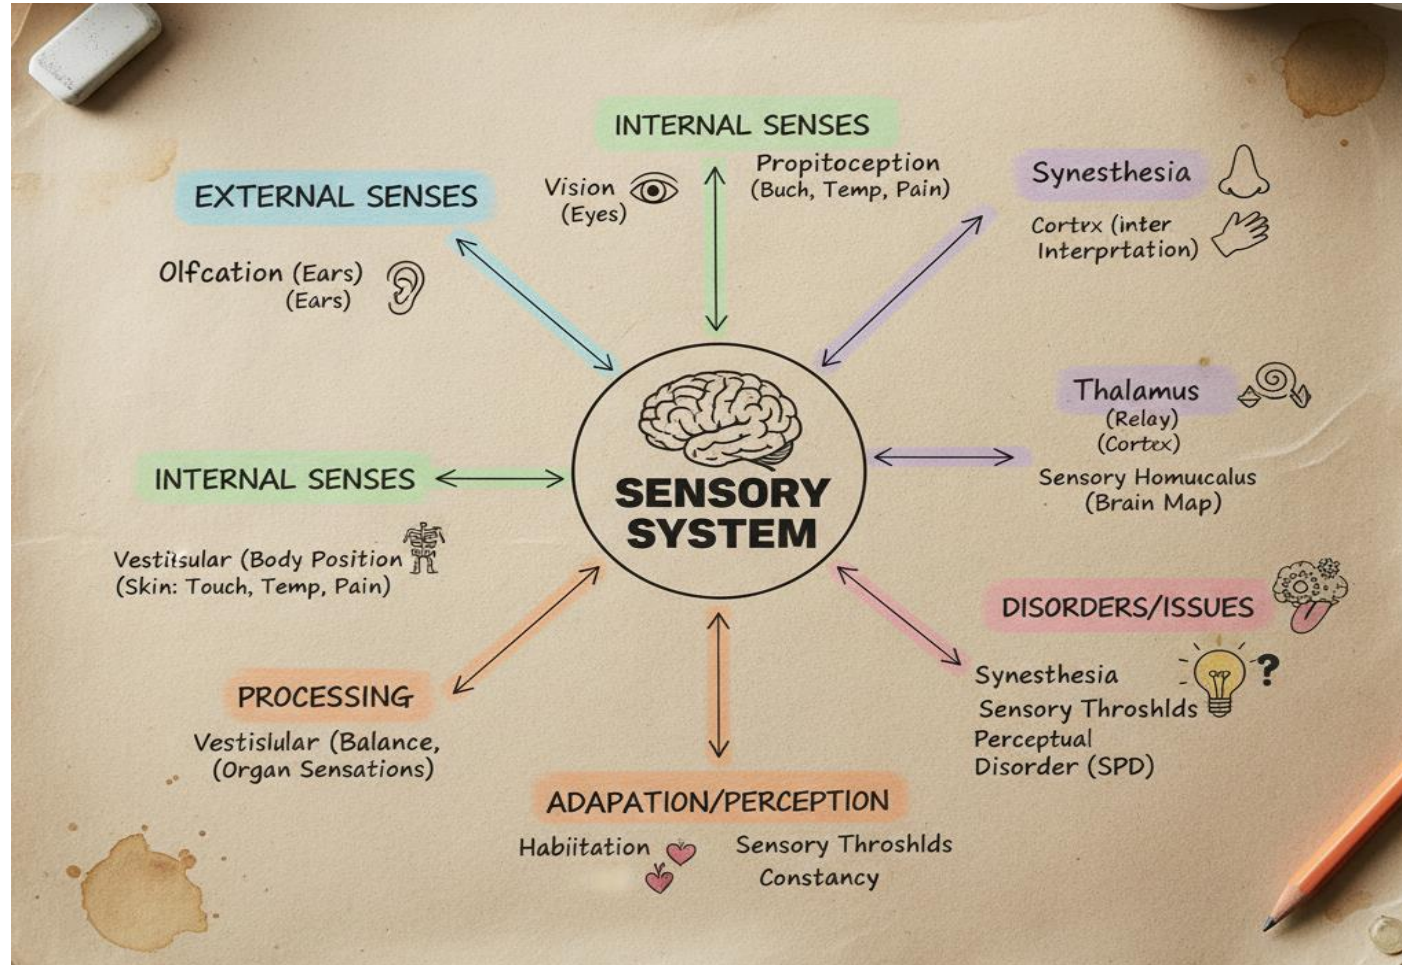 INTERNAL SENSES
Vision
(Eyes)
Propitoception
(Buch, Temp, Pain)
EXTERNAL SENSES
Olfcation (Ears)
(Ears)
Synesthesia
Cortex (inter
Interprtation)
Thalamus
(Relay)
(Cortex)
Sensory Homucalus
(Brain Map)
SENSORY
SYSTEM
INTERNAL SENSES
Vestitsular (Body Position
(Skin: Touch, Temp, Pain)
DISORDERS/ISSUES
Synesthesia
Sensory Throshlds
Perceptual
Disorder (SPD)
?
PROCESSING
Vestislular (Balance,
(Organ Sensations)
ADAPATION/PERCEPTION
Habiitation
Sensory Throshlds
Constancy